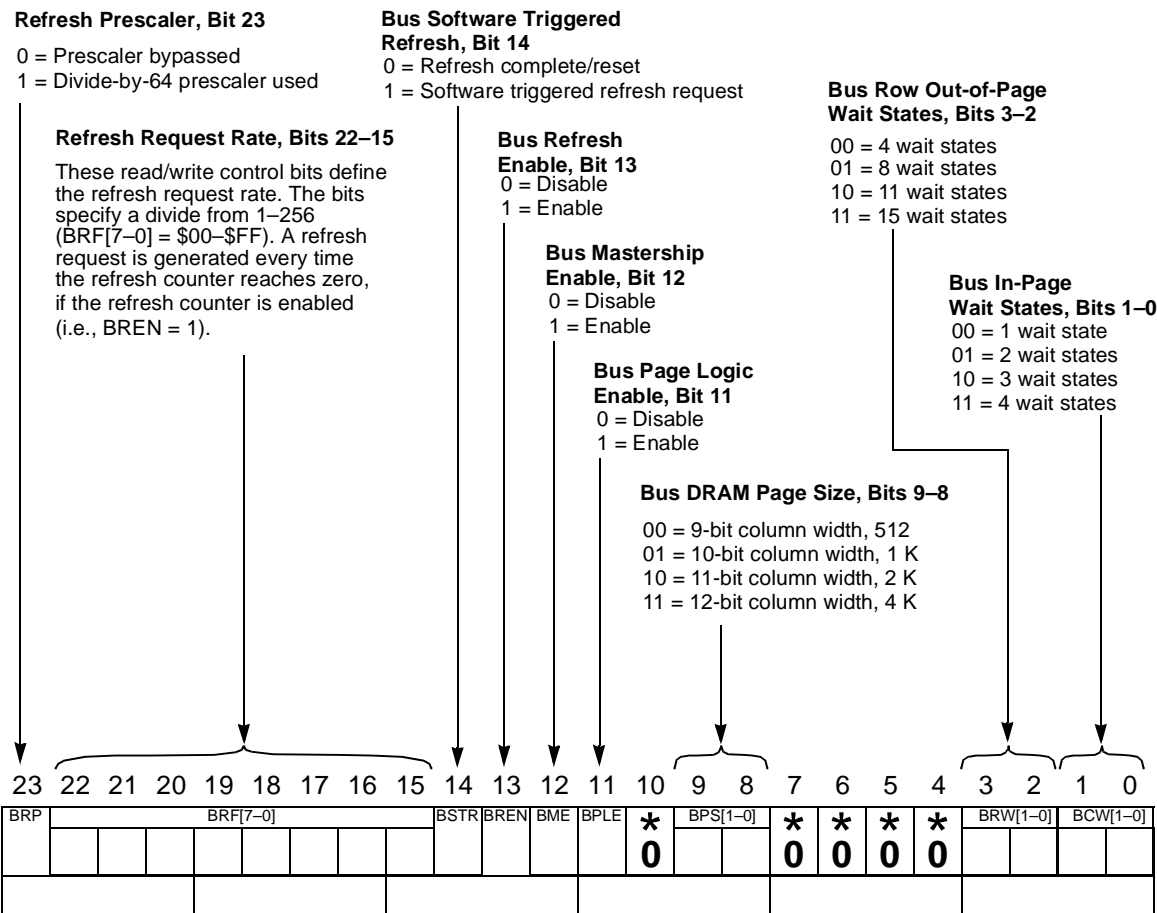 Refresh Prescaler, Bit 23
0 = Prescaler bypassed
1 = Divide-by-64 prescaler used
Bus Software Triggered
Refresh, Bit 14
0 = Refresh complete/reset
1 = Software triggered refresh request
Refresh Request Rate, Bits 22–15
These read/write control bits define
the refresh request rate. The bits
specify a divide from 1–256
(BRF[7–0] = $00–$FF). A refresh
request is generated every time
the refresh counter reaches zero,
if the refresh counter is enabled
(i.e., BREN = 1).
Bus Refresh
Enable, Bit 13
0 = Disable
1 = Enable
Bus Mastership
Enable, Bit 12
0 = Disable
1 = Enable
Bus Page Logic
Enable, Bit 11
0 = Disable
1 = Enable
Bus Row Out-of-Page
Wait States, Bits 3–2
00 = 4 wait states
01 = 8 wait states
10 = 11 wait states
11 = 15 wait states
Bus In-Page
Wait States, Bits 1–0
00 = 1 wait state
01 = 2 wait states
10 = 3 wait states
11 = 4 wait states
Bus DRAM Page Size, Bits 9–8
00 = 9-bit column width, 512
01 = 10-bit column width, 1 K
10 = 11-bit column width, 2 K
11 = 12-bit column width, 4 K
23 22 21 20 19 18 17 16 15 14 13 12 11 10 9 8 7 6 5 4 3 2 1 0
BRP BRF[7–0] BSTR BREN BME BPLE * BPS[1–0] * * * * BRW[1–0] BCW[1–0]
0 0 0 0 0